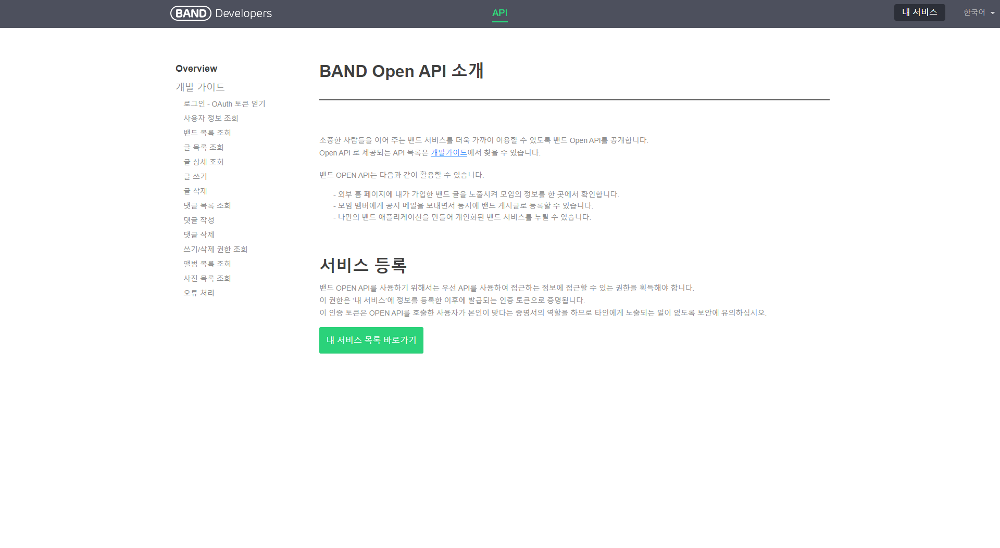 BAND Developers
API
내 서비스
한국어
Overview
개발 가이드
로그인 - OAuth 토큰 얻기
사용자 정보 조회
밴드 목록 조회
글 목록 조회
글 상세 조회
글 쓰기
글 삭제
댓글 목록 조회
댓글 작성
댓글 삭제
쓰기/삭제 권한 조회
앨범 목록 조회
사진 목록 조회
오류 처리
BAND Open API 소개
소중한 사람들을 이어 주는 밴드 서비스를 더욱 가까이 이용할 수 있도록 밴드 Open API를 공개합니다.
Open API 로 제공되는 API 목록은 개발가이드에서 찾을 수 있습니다.
밴드 OPEN API는 다음과 같이 활용할 수 있습니다.
- 외부 홈 페이지에 내가 가입한 밴드 글을 노출시켜 모임의 정보를 한 곳에서 확인합니다.
- 모임 멤버에게 공지 메일을 보내면서 동시에 밴드 게시글로 등록할 수 있습니다.
- 나만의 밴드 애플리케이션을 만들어 개인화된 밴드 서비스를 누릴 수 있습니다.
서비스 등록
밴드 OPEN API를 사용하기 위해서는 우선 API를 사용하여 접근하는 정보에 접근할 수 있는 권한을 획득해야 합니다.
이 권한은 ‘내 서비스’에 정보를 등록한 이후에 발급되는 인증 토큰으로 증명됩니다.
이 인증 토큰은 OPEN API를 호출한 사용자가 본인이 맞다는 증명서의 역할을 하므로 타인에게 노출되는 일이 없도록 보안에 유의하십시오.
내 서비스 목록 바로가기